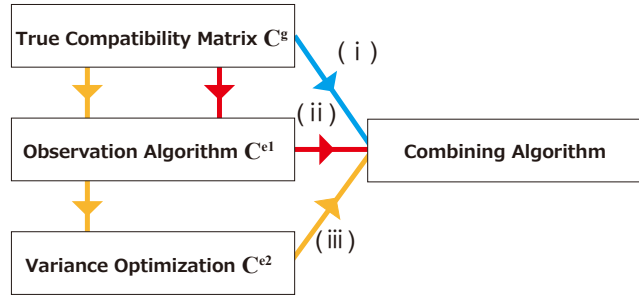 True Compatibility Matrix C^g
(i)
(ii)
Observation Algorithm C^e1
Combining Algorithm
(iii)
Variance Optimization C^e2